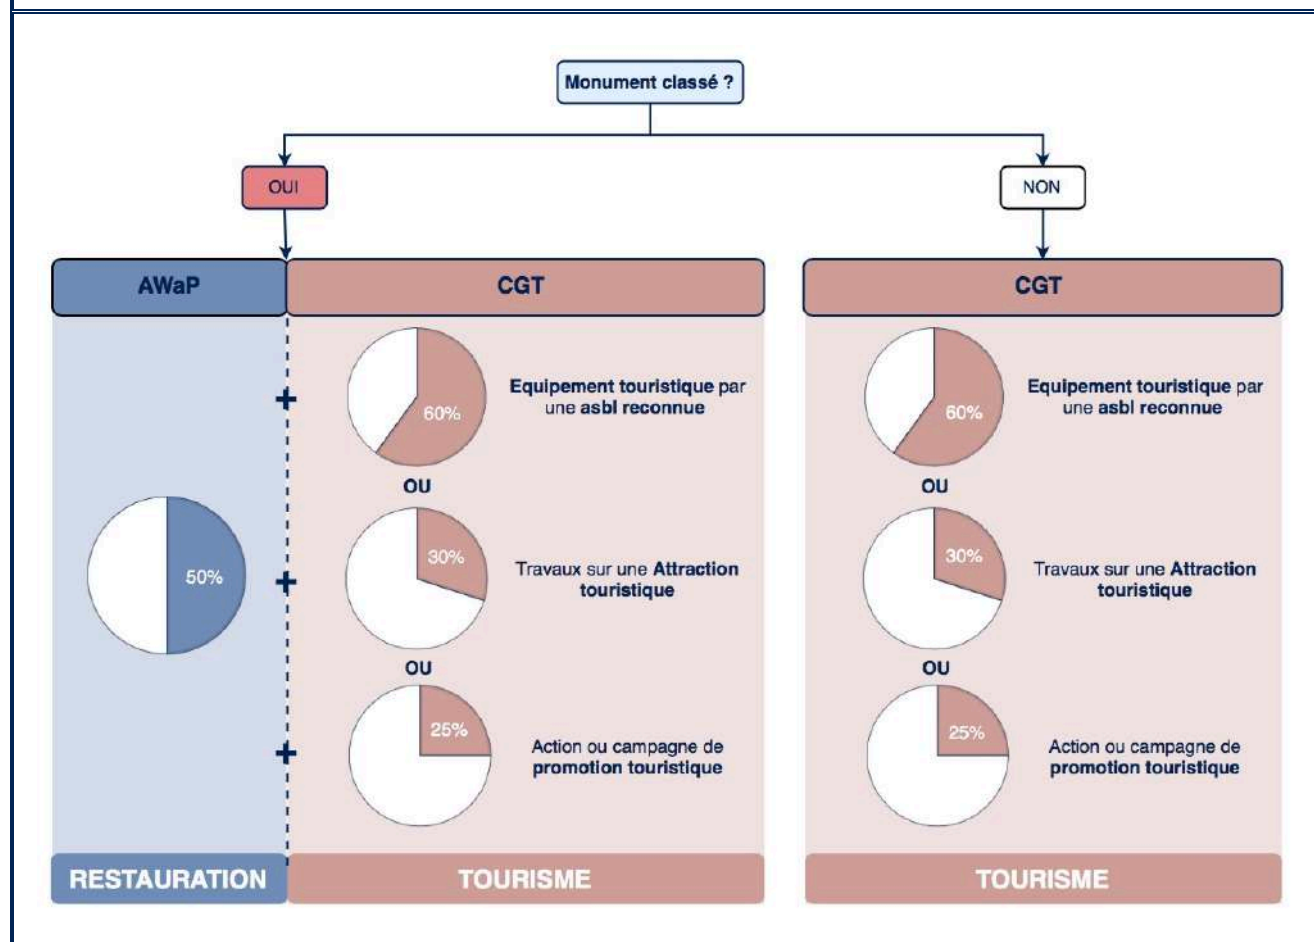 Monument classé ?
OUI
NON
AWaP
CGT
60%
Equipement touristique par
une asbl reconnue
OU
50%
30%
Travaux sur une Attraction
touristique
OU
25%
Action ou campagne de
promotion touristique
+
+
+
RESTAURATION
TOURISME
CGT
60%
Equipement touristique par
une asbl reconnue
OU
30%
Travaux sur une Attraction
touristique
OU
25%
Action ou campagne de
promotion touristique
TOURISME